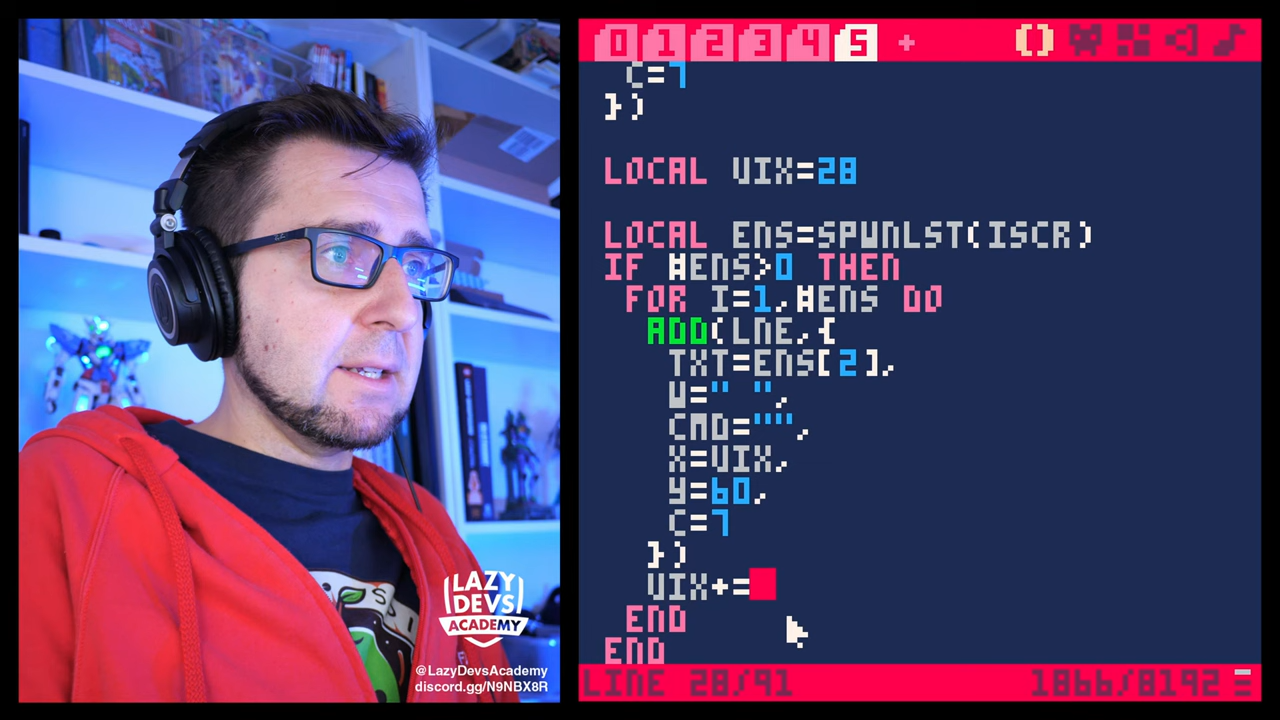 0 1 2 3 4 5 + ()
C=7
})
LOCAL VIX=28
LOCAL ENS=SPWNLST(ISCR)
IF #ENS>0 THEN
FOR I=1,#ENS DO
ADD(LNE,{
TXT=ENS[2],
W=" ",
CMD="",
X=VIX,
Y=60,
C=7
})
VIX+=
END
END
LINE 28/91
1866/8192
LAZY
DEVS
ACADEMY
@LazyDevsAcademy
discord.gg/N9NBX8R